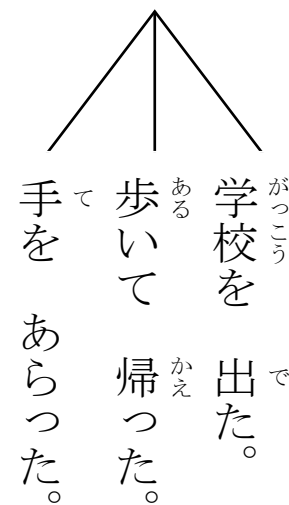 学校を　出た。
歩いて　帰った。
手を　あらった。